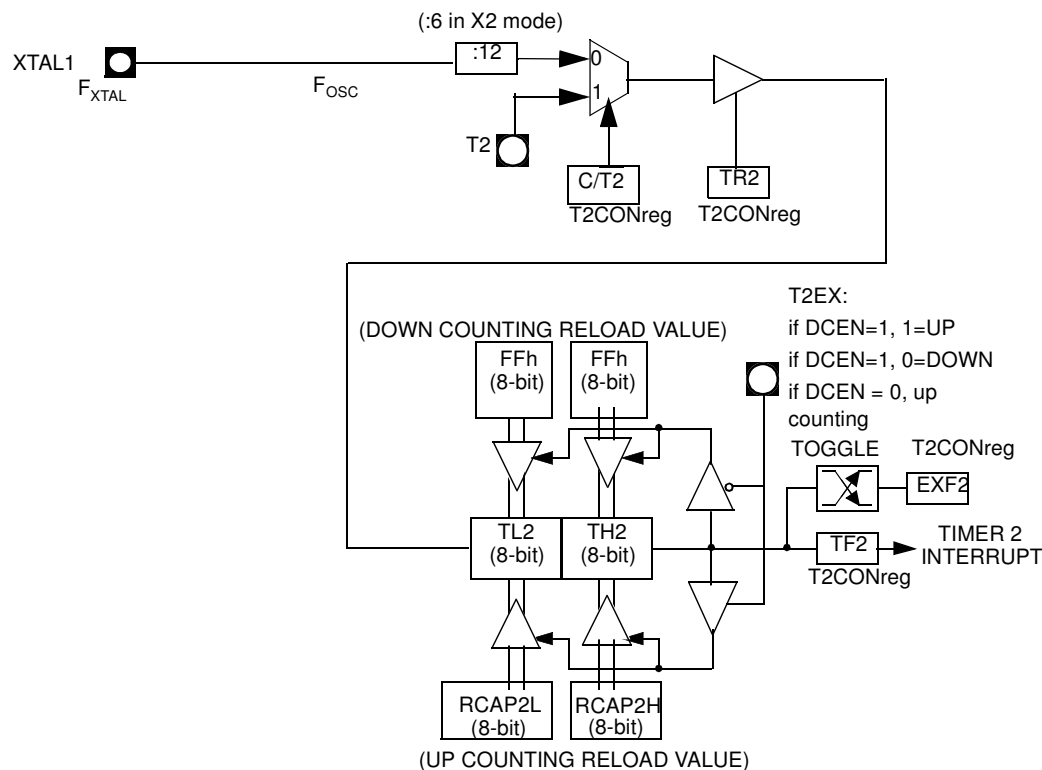 (:6 in X2 mode)
XTAL1
:12
0
FXTAL
FOSC
1
T2
C/T2
TR2
T2CONreg
T2CONreg
T2EX:
if DCEN=1, 1=UP
if DCEN=1, 0=DOWN
if DCEN = 0, up
counting
(DOWN COUNTING RELOAD VALUE)
FFh
(8-bit)
FFh
(8-bit)
TOGGLE
T2CONreg
EXF2
TL2
(8-bit)
TH2
(8-bit)
TF2
TIMER 2
INTERRUPT
T2CONreg
RCAP2L
(8-bit)
RCAP2H
(8-bit)
(UP COUNTING RELOAD VALUE)